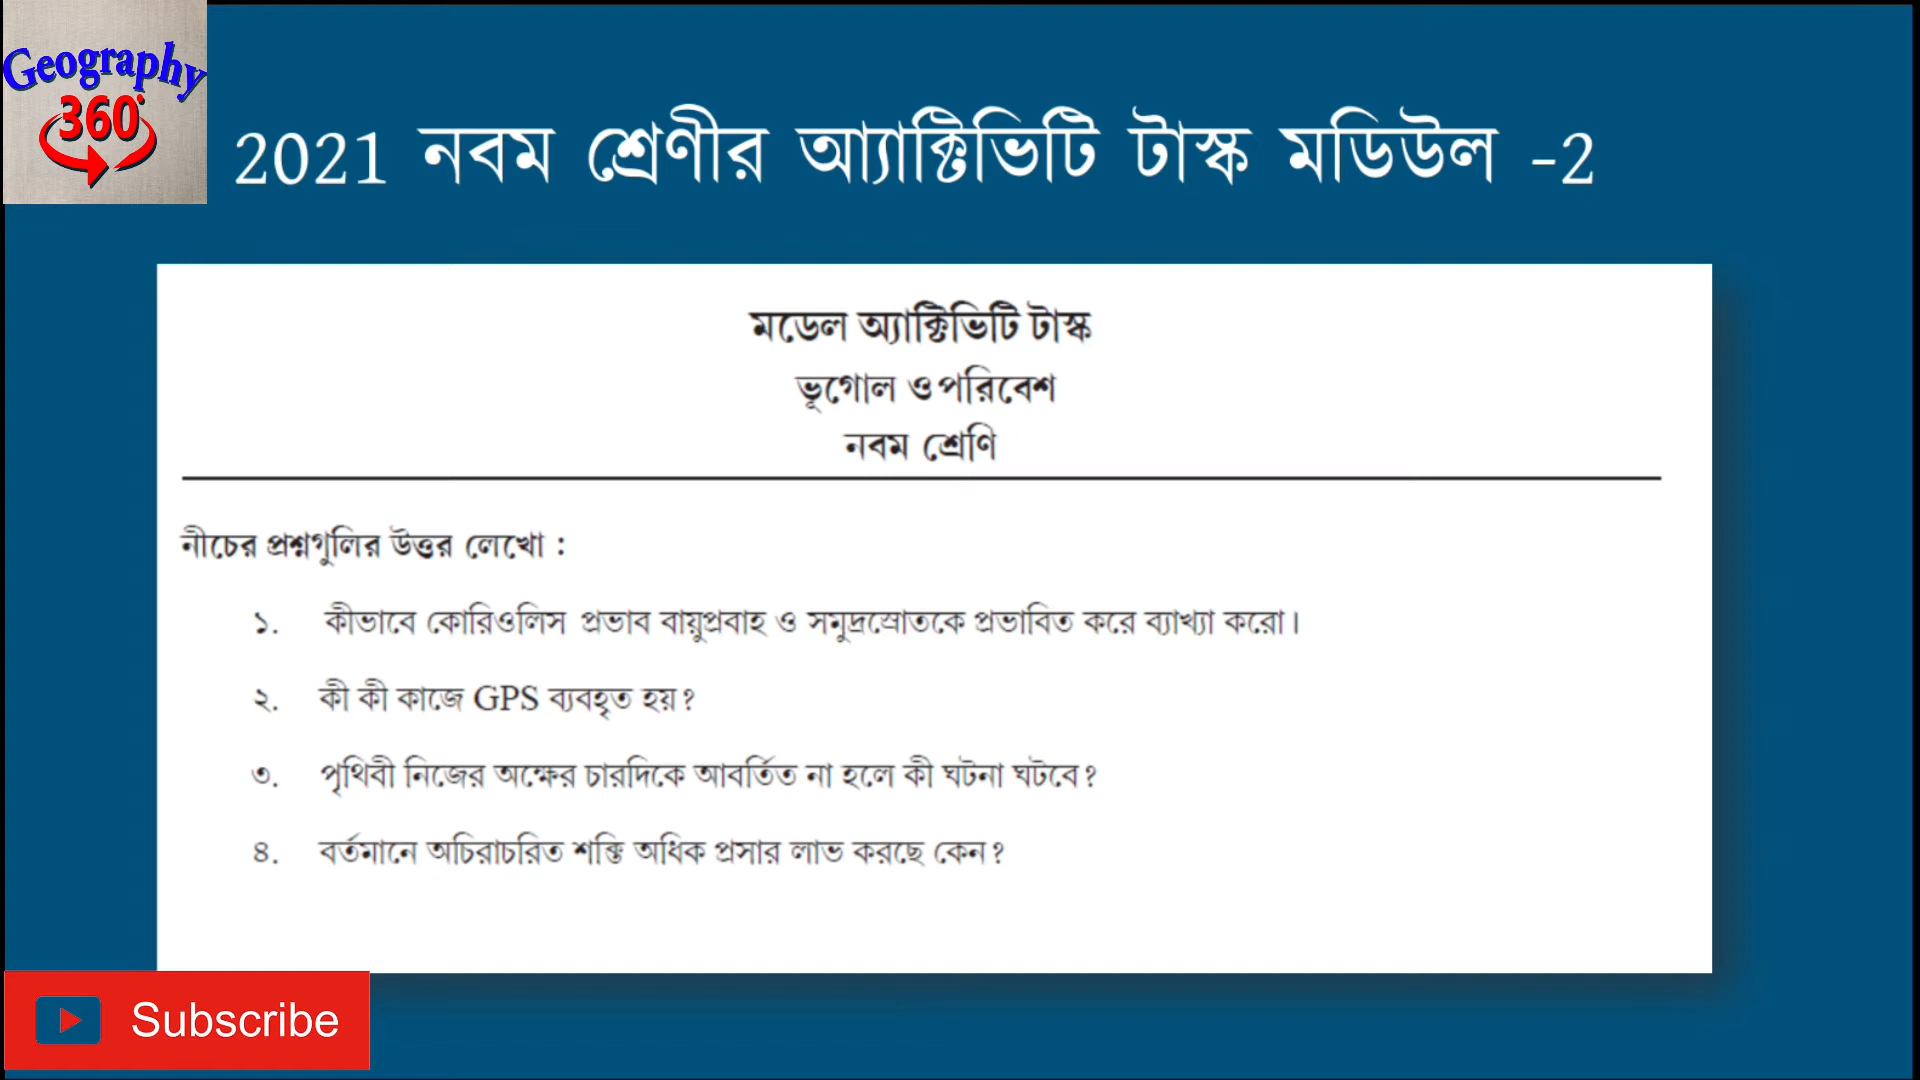 Geography
360°
2021 নবম শ্রেণীর আ্যাক্টিভিটি টাস্ক মডিউল -2
মডেল অ্যাক্টিভিটি টাস্ক
ভূগোল ও পরিবেশ
নবম শ্রেণি
নীচের প্রশ্নগুলির উত্তর লেখো :
১. কীভাবে কোরিওলিস প্রভাব বায়ুপ্রবাহ ও সমুদ্রস্রোতকে প্রভাবিত করে ব্যাখ্যা করো।
২. কী কী কাজে GPS ব্যবহৃত হয়?
৩. পৃথিবী নিজের অক্ষের চারদিকে আবর্তিত না হলে কী ঘটনা ঘটবে?
৪. বর্তমানে অচিরাচরিত শক্তি অধিক প্রসার লাভ করছে কেন?
Subscribe